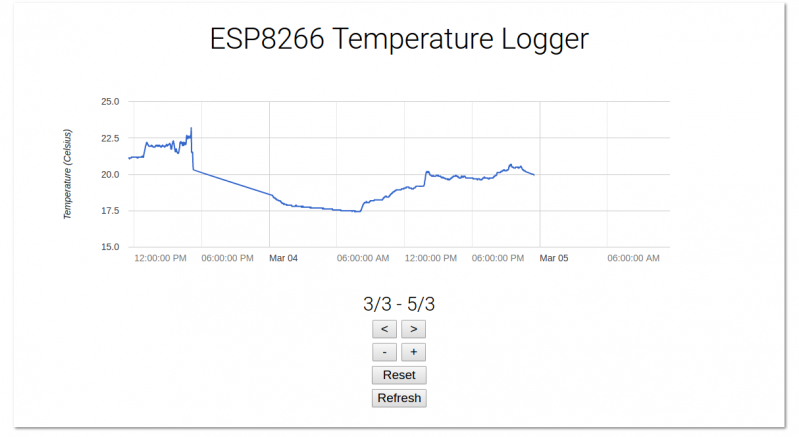 ESP8266 Temperature Logger
25.0
22.5
20.0
17.5
15.0
Temperature (Celsius)
12:00:00 PM 06:00:00 PM Mar 04 06:00:00 AM 12:00:00 PM 06:00:00 PM Mar 05 06:00:00 AM
3/3 - 5/3
< >
- +
Reset
Refresh